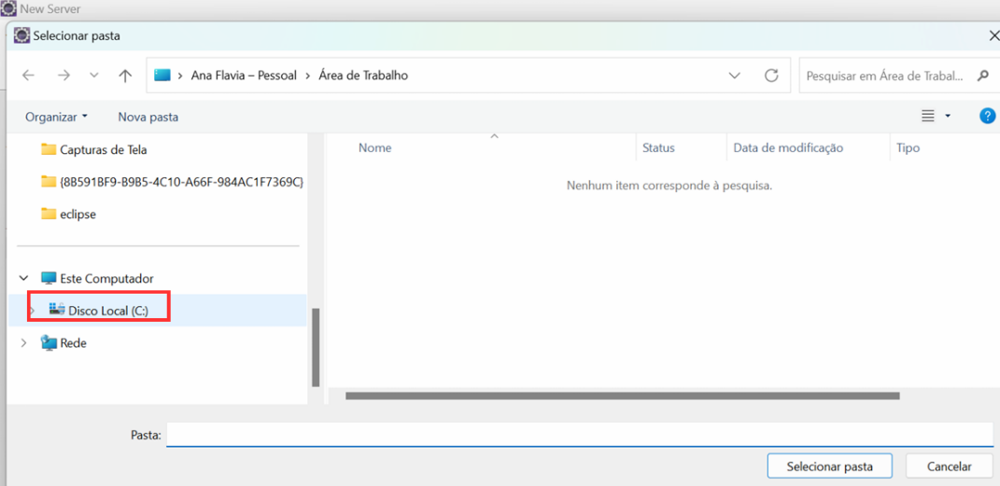 New Server
Selecionar pasta
Ana Flavia – Pessoal > Área de Trabalho
Pesquisar em Área de Trabal...
Organizar
Nova pasta
Capturas de Tela
{8B591BF9-B9B5-4C10-A66F-984AC1F7369C}
eclipse
Este Computador
Disco Local (C:)
Rede
Nome
Status
Data de modificação
Tipo
Nenhum item corresponde à pesquisa.
Pasta:
Selecionar pasta
Cancelar